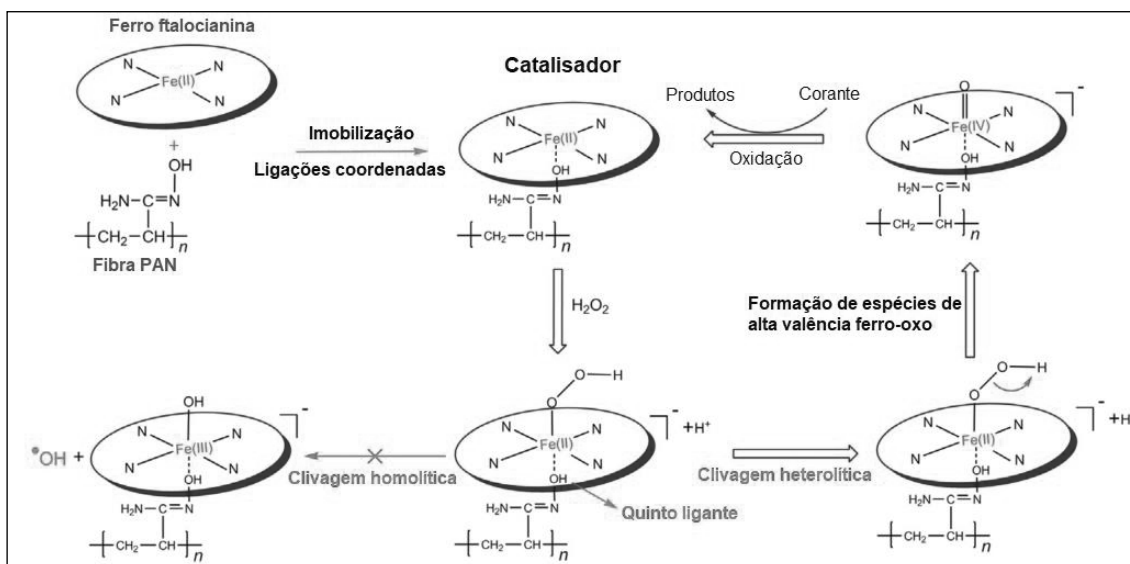 Ferro ftalocianina
N
N
Fe(II)
N
N
+
OH
H₂N—C=N
—CH₂—CH—n
Fibra PAN
Imobilização
Ligações coordenadas
Catalisador
N
N
Fe(II)
N
N
OH
H₂N—C=N
—CH₂—CH—n
Produtos
Corante
Oxidação
O
N
N
Fe(IV)
N
N
-
OH
H₂N—C=N
—CH₂—CH—n
H₂O₂
Formação de espécies de
alta valência ferro-oxo
•OH +
OH
N
N
Fe(III)
N
N
-
OH
H₂N—C=N
—CH₂—CH—n
Clivagem homolítica
O—H
O
N
N
Fe(II)
N
N
-
+H⁺
OH
Quinto ligante
H₂N—C=N
—CH₂—CH—n
Clivagem heterolítica
O—H
O
N
N
Fe(II)
N
N
-
+H
OH
H₂N—C=N
—CH₂—CH—n